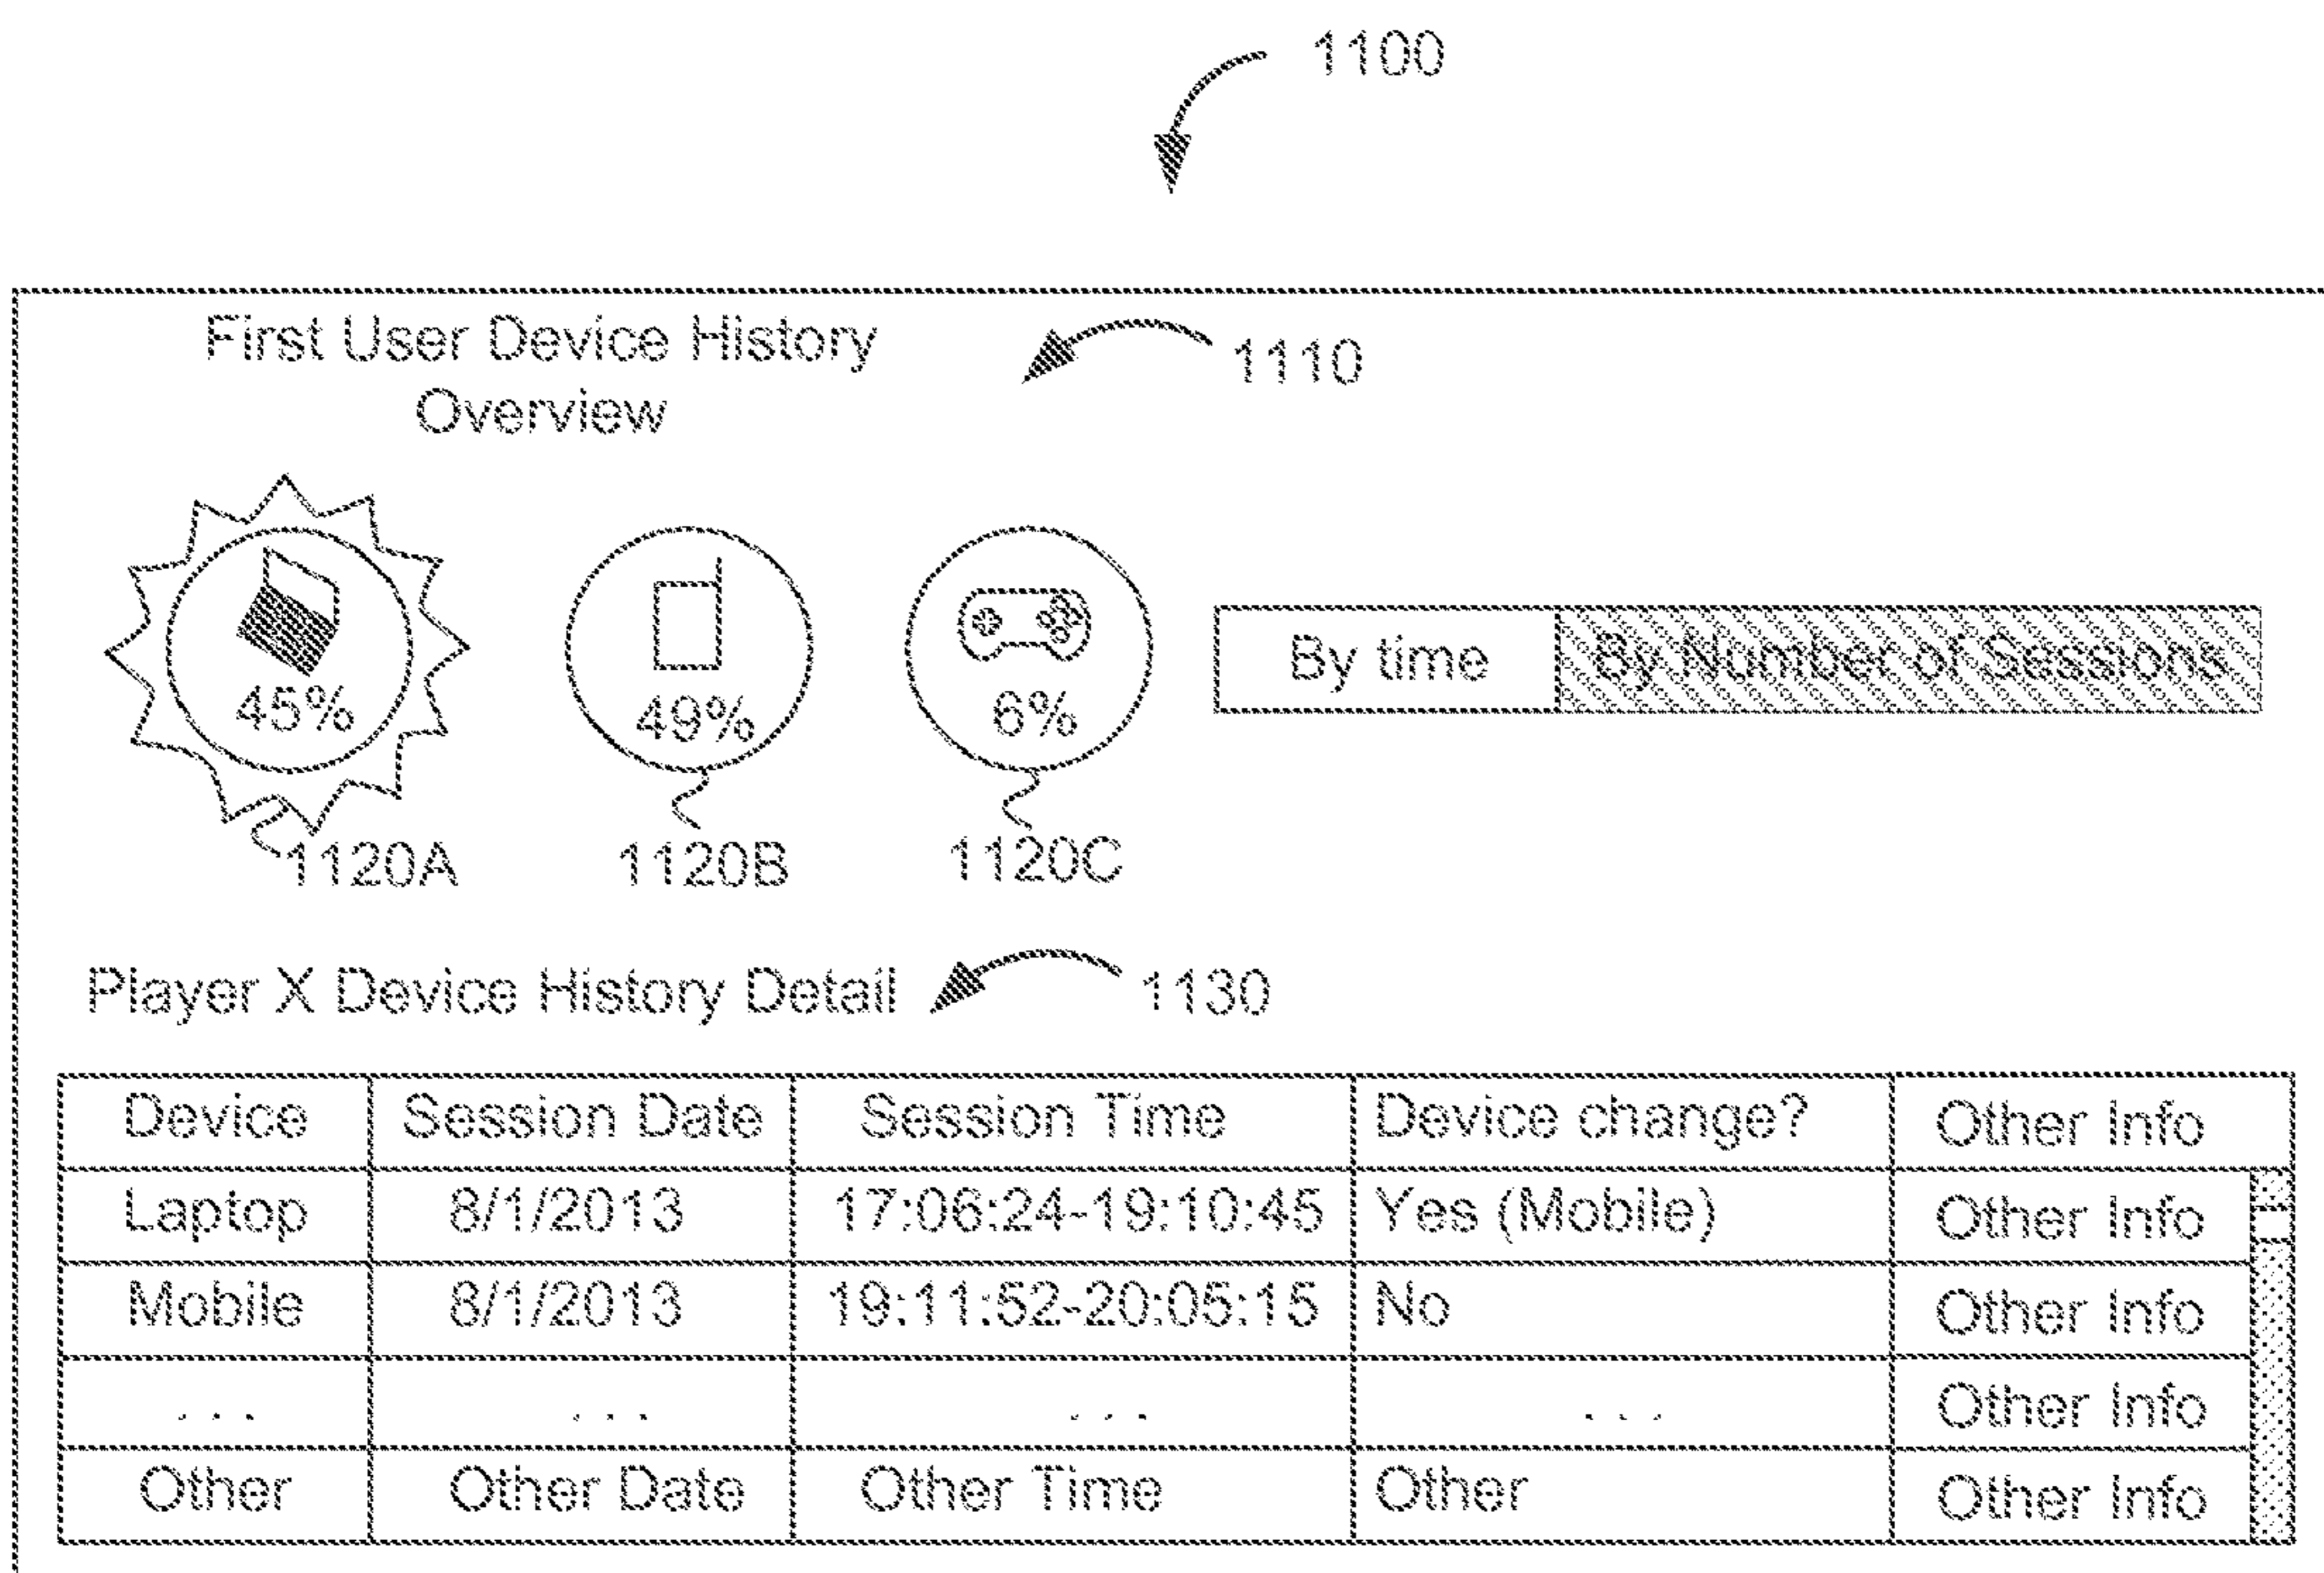 1100
First User Device History
Overview
1110
45%
49%
6%
By time
By Number of Sessions
1120A
1120B
1120C
Player X Device History Detail
1130
Device Session Date Session Time Device change? Other Info
Laptop 8/1/2013 17:06:24-19:10:45 Yes (Mobile) Other Info
Mobile 8/1/2013 19:11:52-20:05:15 No Other Info
. . . . . . . . . . . . Other Info
Other Other Date Other Time Other Other Info